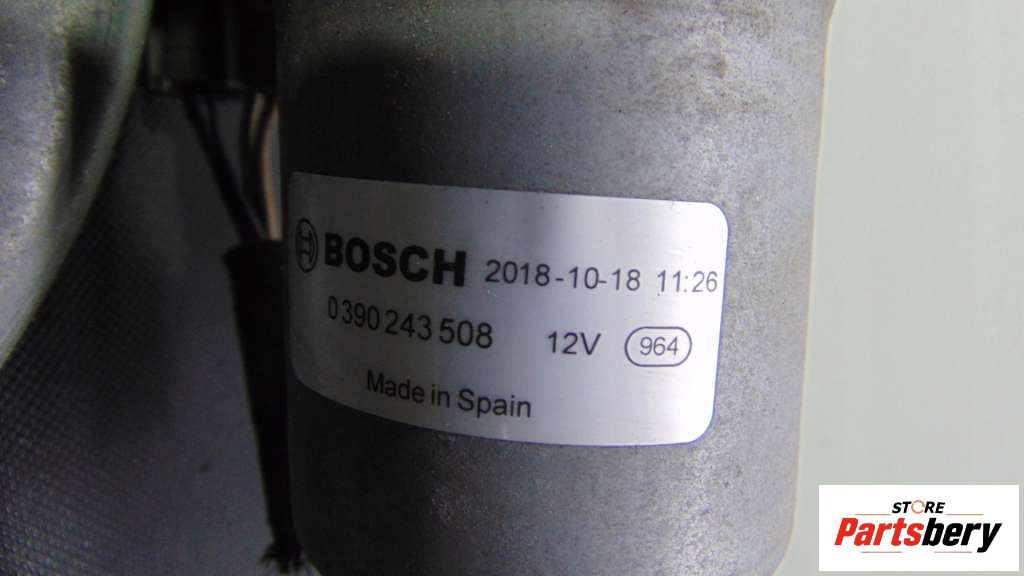 BOSCH 2018-10-18 11:26
0 390 243 508 12V 964
Made in Spain
STORE
Partsbery